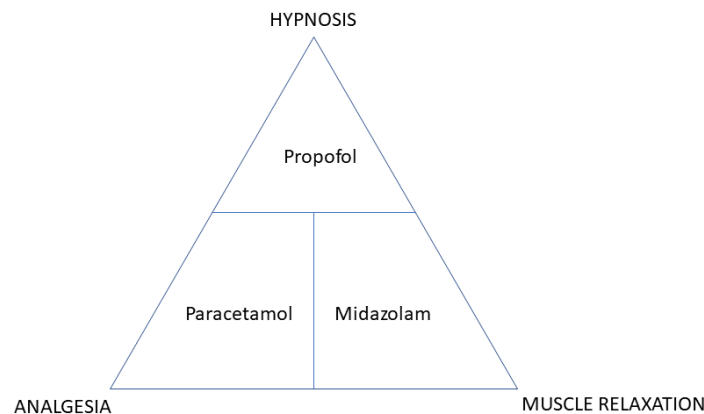 HYPNOSIS
Propofol
Paracetamol
Midazolam
ANALGESIA
MUSCLE RELAXATION